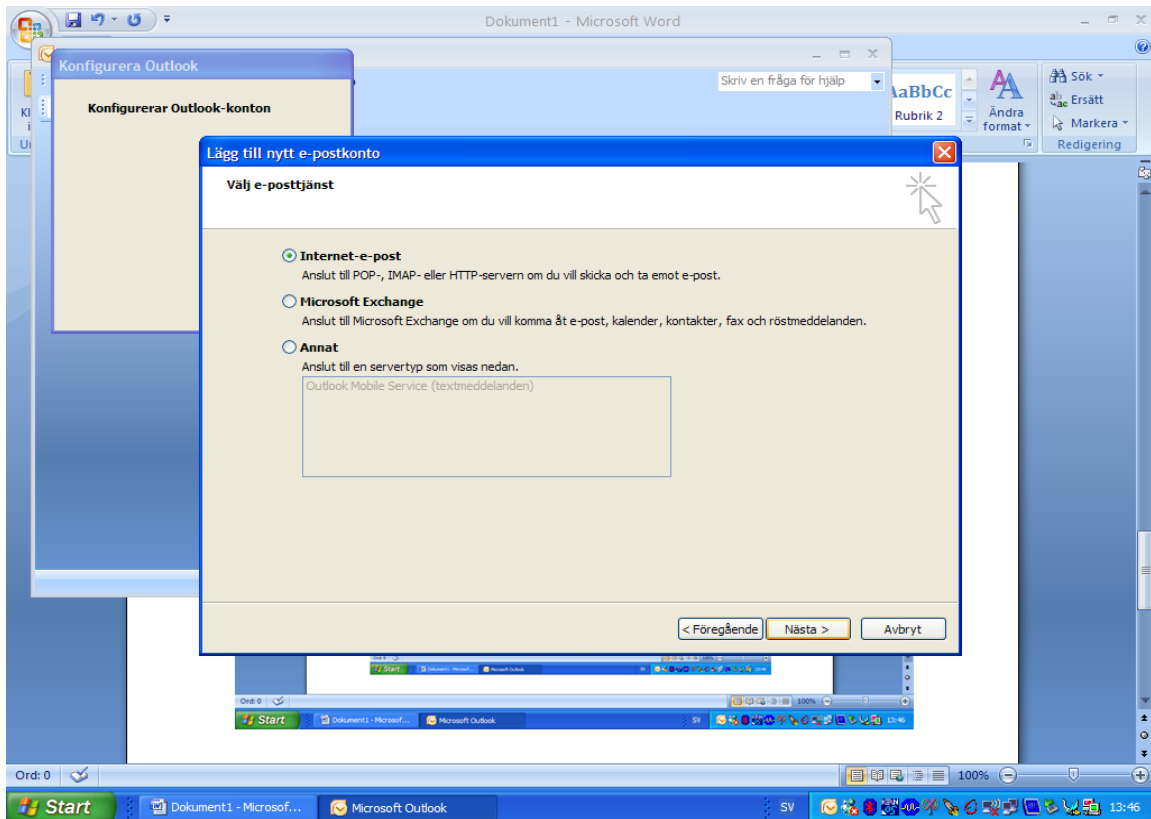 Dokument1 - Microsoft Word
Konfigurera Outlook
Konfigurerar Outlook-konton
Skriv en fråga för hjälp
AaBbCc
Rubrik 2
Ändra
format
Sök
Ersätt
Markera
Redigering
Lägg till nytt e-postkonto
Välj e-posttjänst
Internet-e-post
Anslut till POP-, IMAP- eller HTTP-servern om du vill skicka och ta emot e-post.
Microsoft Exchange
Anslut till Microsoft Exchange om du vill komma åt e-post, kalender, kontakter, fax och röstmeddelanden.
Annat
Anslut till en servertyp som visas nedan.
Outlook Mobile Service (textmeddelanden)
< Föregående
Nästa >
Avbryt
Start
Ord: 0
100%
Start
Dokument1 - Microsof...
Microsoft Outlook
SV
13:46
Ord: 0
100%
Start
Dokument1 - Microsof...
Microsoft Outlook
SV
13:46